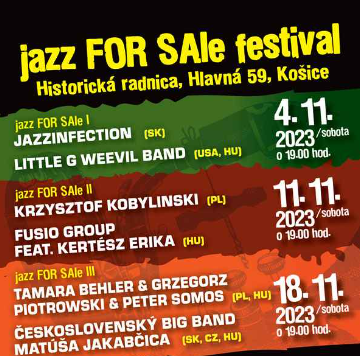 jazz FOR SAle festival
Historická radnica, Hlavná 59, Košice
jazz FOR SAle I
JAZZINFECTION (SK)
LITTLE G WEEVIL BAND (USA, HU)
4. 11.
2023/sobota
o 19.00 hod.
jazz FOR SAle II
KRZYSZTOF KOBYLINSKI (PL)
FUSIO GROUP
FEAT. KERTÉSZ ERIKA (HU)
11. 11.
2023/sobota
o 19.00 hod.
jazz FOR SAle III
TAMARA BEHLER & GRZEGORZ
PIOTROWSKI & PETER SOMOS (PL, HU)
ČESKOSLOVENSKÝ BIG BAND
MATÚŠA JAKABČICA (SK, CZ, HU)
18. 11.
2023/sobota
o 19.00 hod.